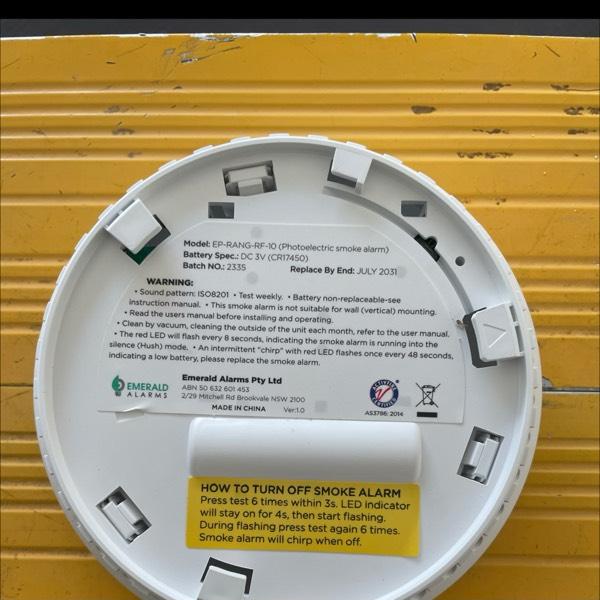 Model: EP-RANG-RF-10 (Photoelectric smoke alarm)
Battery Spec.: DC 3V (CR17450)
Batch NO.: 2335 Replace By End: JULY 2031
WARNING:
• Sound pattern: ISO8201 • Test weekly. • Battery non-replaceable-see
instruction manual. • This smoke alarm is not suitable for wall (vertical) mounting.
• Read the users manual before installing and operating.
• Clean by vacuum, cleaning the outside of the unit each month, refer to the user manual.
• The red LED will flash every 8 seconds, indicating the smoke alarm is running into the
silence (Hush) mode. • An intermittent "chirp" with red LED flashes once every 48 seconds,
indicating a low battery, please replace the smoke alarm.
EMERALD
ALARMS
Emerald Alarms Pty Ltd
ABN 50 632 601 453
2/29 Mitchell Rd Brookvale NSW 2100
MADE IN CHINA Ver:1.0
AS3786: 2014
HOW TO TURN OFF SMOKE ALARM
Press test 6 times within 3s. LED indicator
will stay on for 4s, then start flashing.
During flashing press test again 6 times.
Smoke alarm will chirp when off.